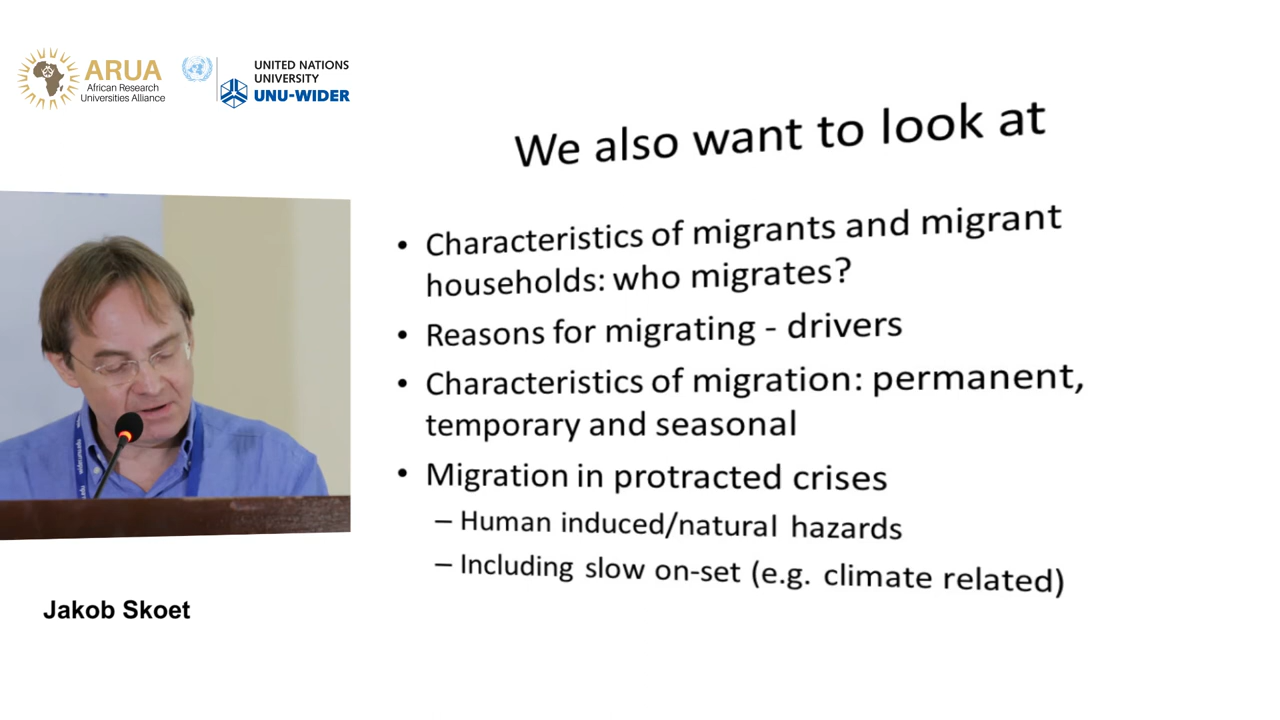 ARUA
African Research
Universities Alliance
UNITED NATIONS
UNIVERSITY
UNU-WIDER
We also want to look at
• Characteristics of migrants and migrant
households: who migrates?
• Reasons for migrating - drivers
• Characteristics of migration: permanent,
temporary and seasonal
• Migration in protracted crises
– Human induced/natural hazards
– Including slow on-set (e.g. climate related)
Jakob Skoet